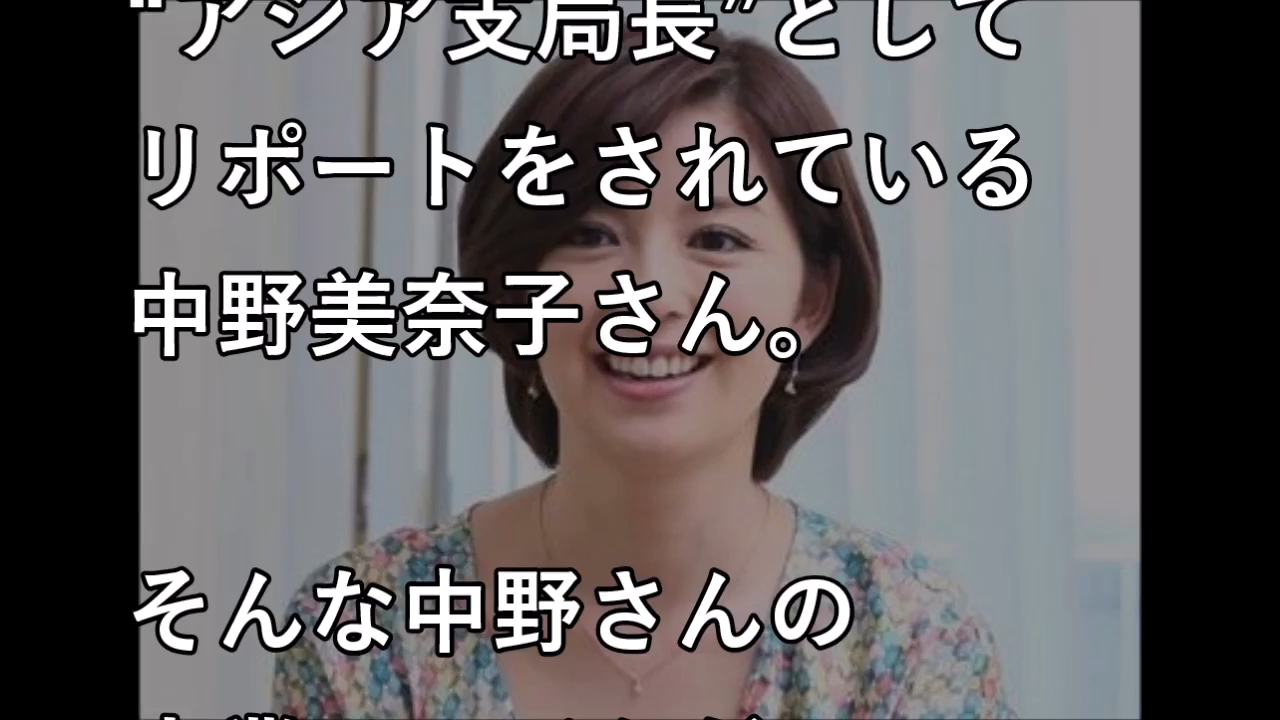 “アジア支局長”として
リポートをされている
中野美奈子さん。
そんな中野さんの